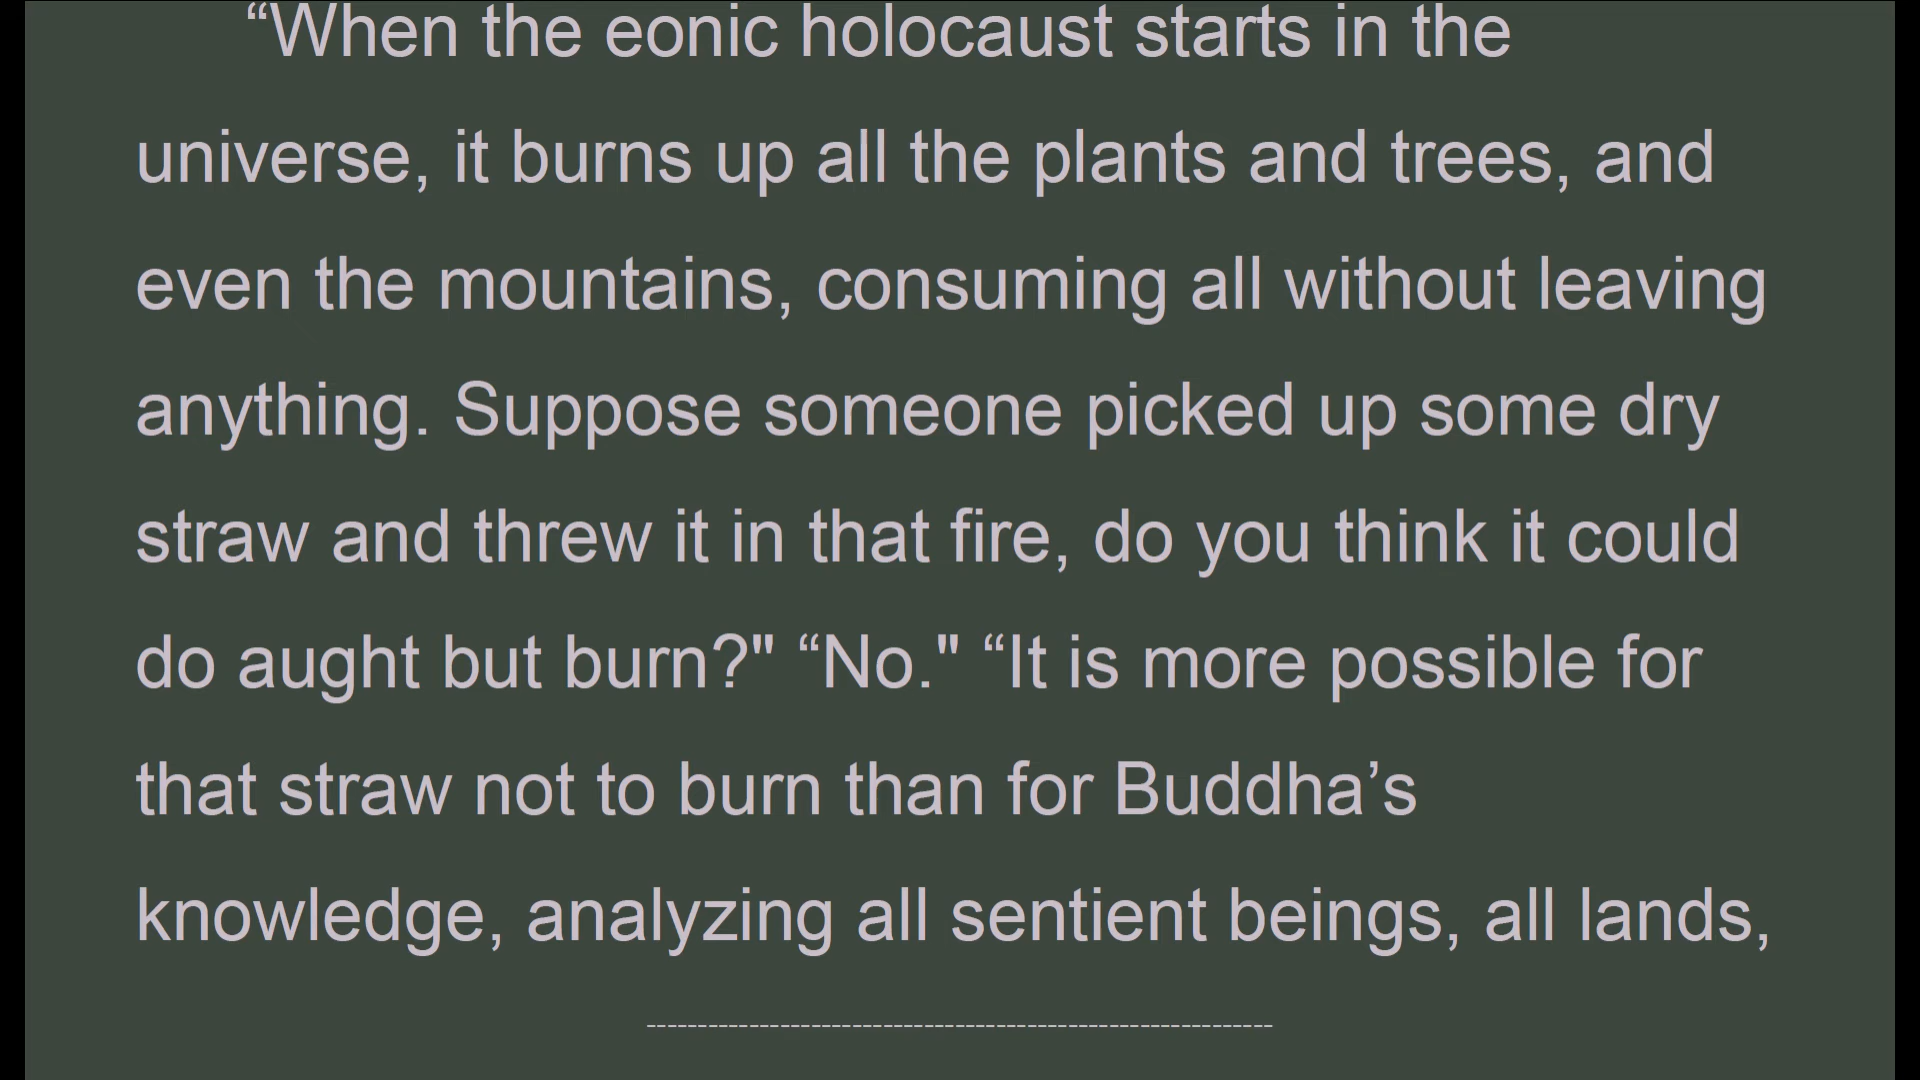 “When the eonic holocaust starts in the
universe, it burns up all the plants and trees, and
even the mountains, consuming all without leaving
anything. Suppose someone picked up some dry
straw and threw it in that fire, do you think it could
do aught but burn?" “No." “It is more possible for
that straw not to burn than for Buddha’s
knowledge, analyzing all sentient beings, all lands,
--------------------------------------------------------------